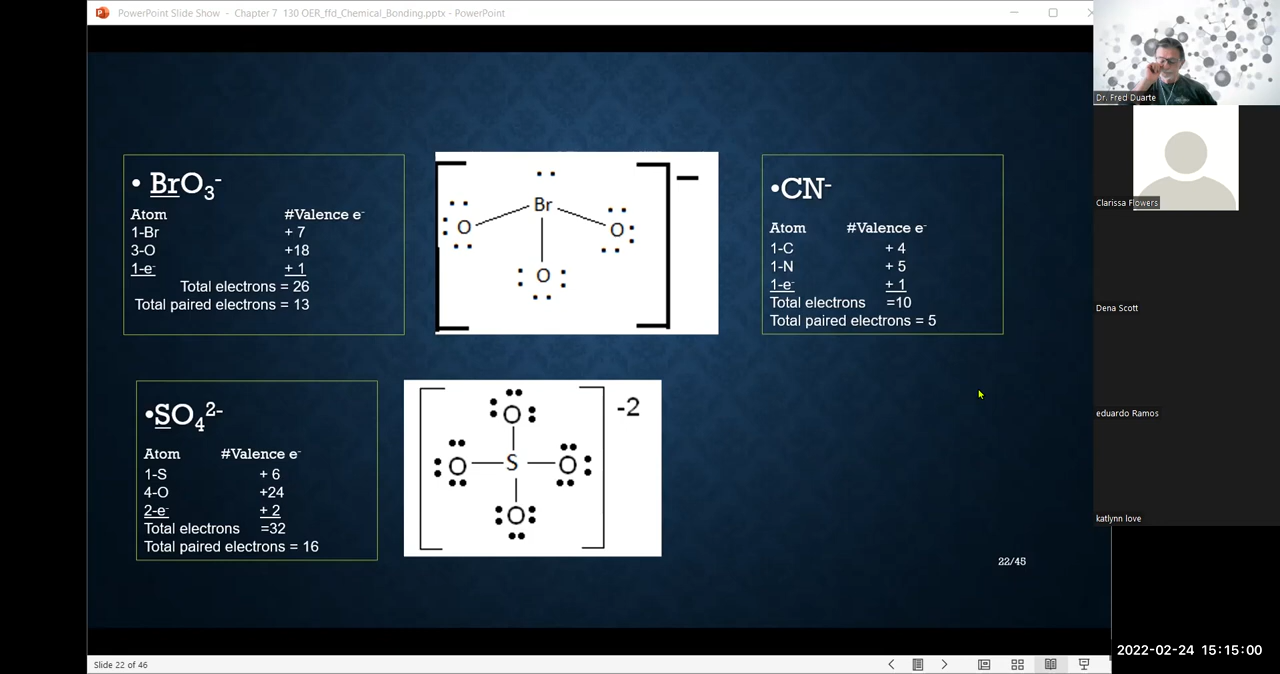 PowerPoint Slide Show - Chapter 7 130 OER_ffd_Chemical_Bonding.pptx - PowerPoint
• BrO₃⁻
Atom #Valence e⁻
1-Br + 7
3-O +18
1-e⁻ + 1
Total electrons = 26
Total paired electrons = 13
Br
O
O
O
−
•CN⁻
Atom #Valence e⁻
1-C + 4
1-N + 5
1-e⁻ + 1
Total electrons =10
Total paired electrons = 5
•SO₄²⁻
Atom #Valence e⁻
1-S + 6
4-O +24
2-e⁻ + 2
Total electrons =32
Total paired electrons = 16
-2
O
O S O
O
22/45
Slide 22 of 46
Dr. Fred Duarte
Clarissa Flowers
Dena Scott
eduardo Ramos
katlynn love
2022-02-24 15:15:00